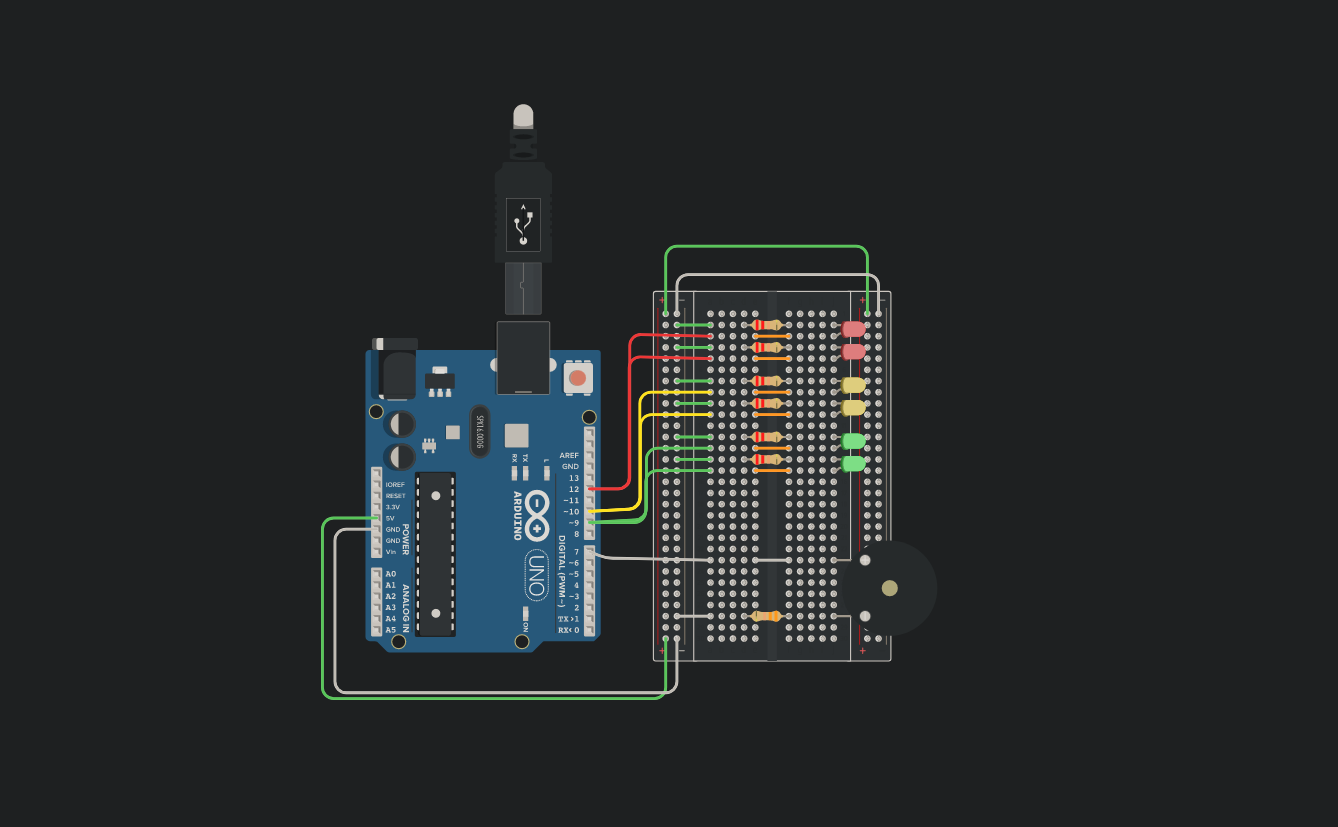 + −
+ −
SPK16.000G
AREF
GND
13
12
~11
~10
~9
8
7
~6
~5
4
~3
2
TX>1
RX<0
DIGITAL (PWM~)
IOREF
RESET
3.3V
5V
GND
GND
Vin
POWER
A0
A1
A2
A3
A4
A5
ANALOG IN
RX
TX
L
ARDUINO
UNO
ON
+ −
+